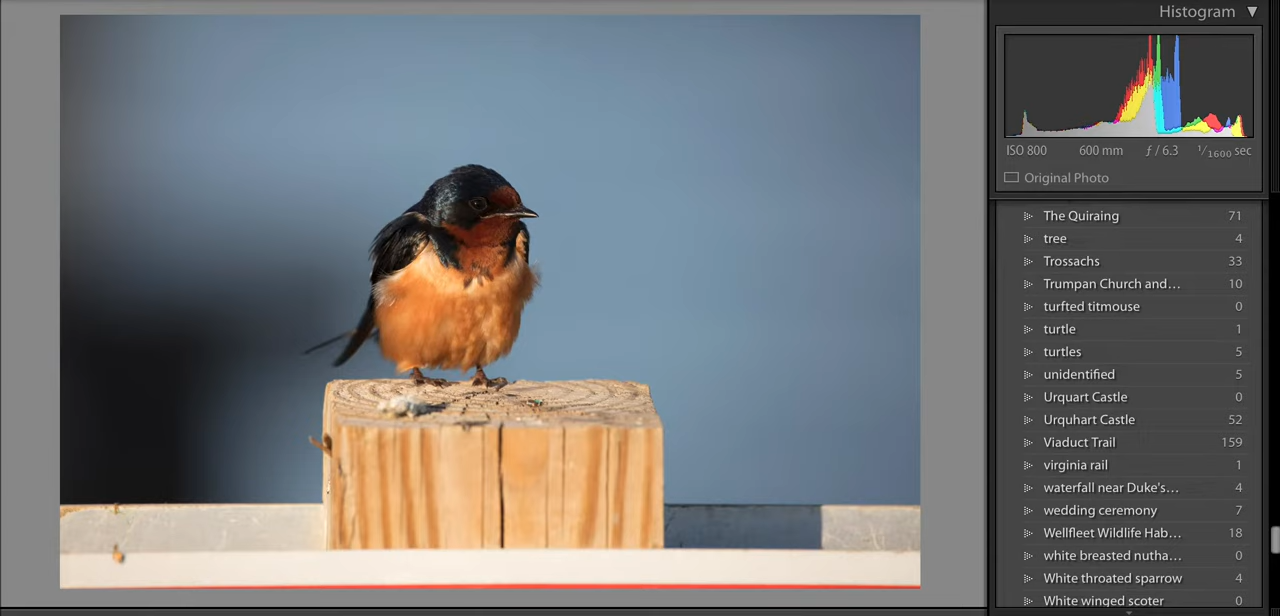 Histogram ▼
ISO 800 600 mm ƒ / 6.3 1/1600 sec
Original Photo
The Quiraing 71
tree 4
Trossachs 33
Trumpan Church and… 10
turfted titmouse 0
turtle 1
turtles 5
unidentified 5
Urquart Castle 0
Urquhart Castle 52
Viaduct Trail 159
virginia rail 1
waterfall near Duke's… 4
wedding ceremony 7
Wellfleet Wildlife Hab… 18
white breasted nutha… 0
White throated sparrow 4
White winged scoter 0